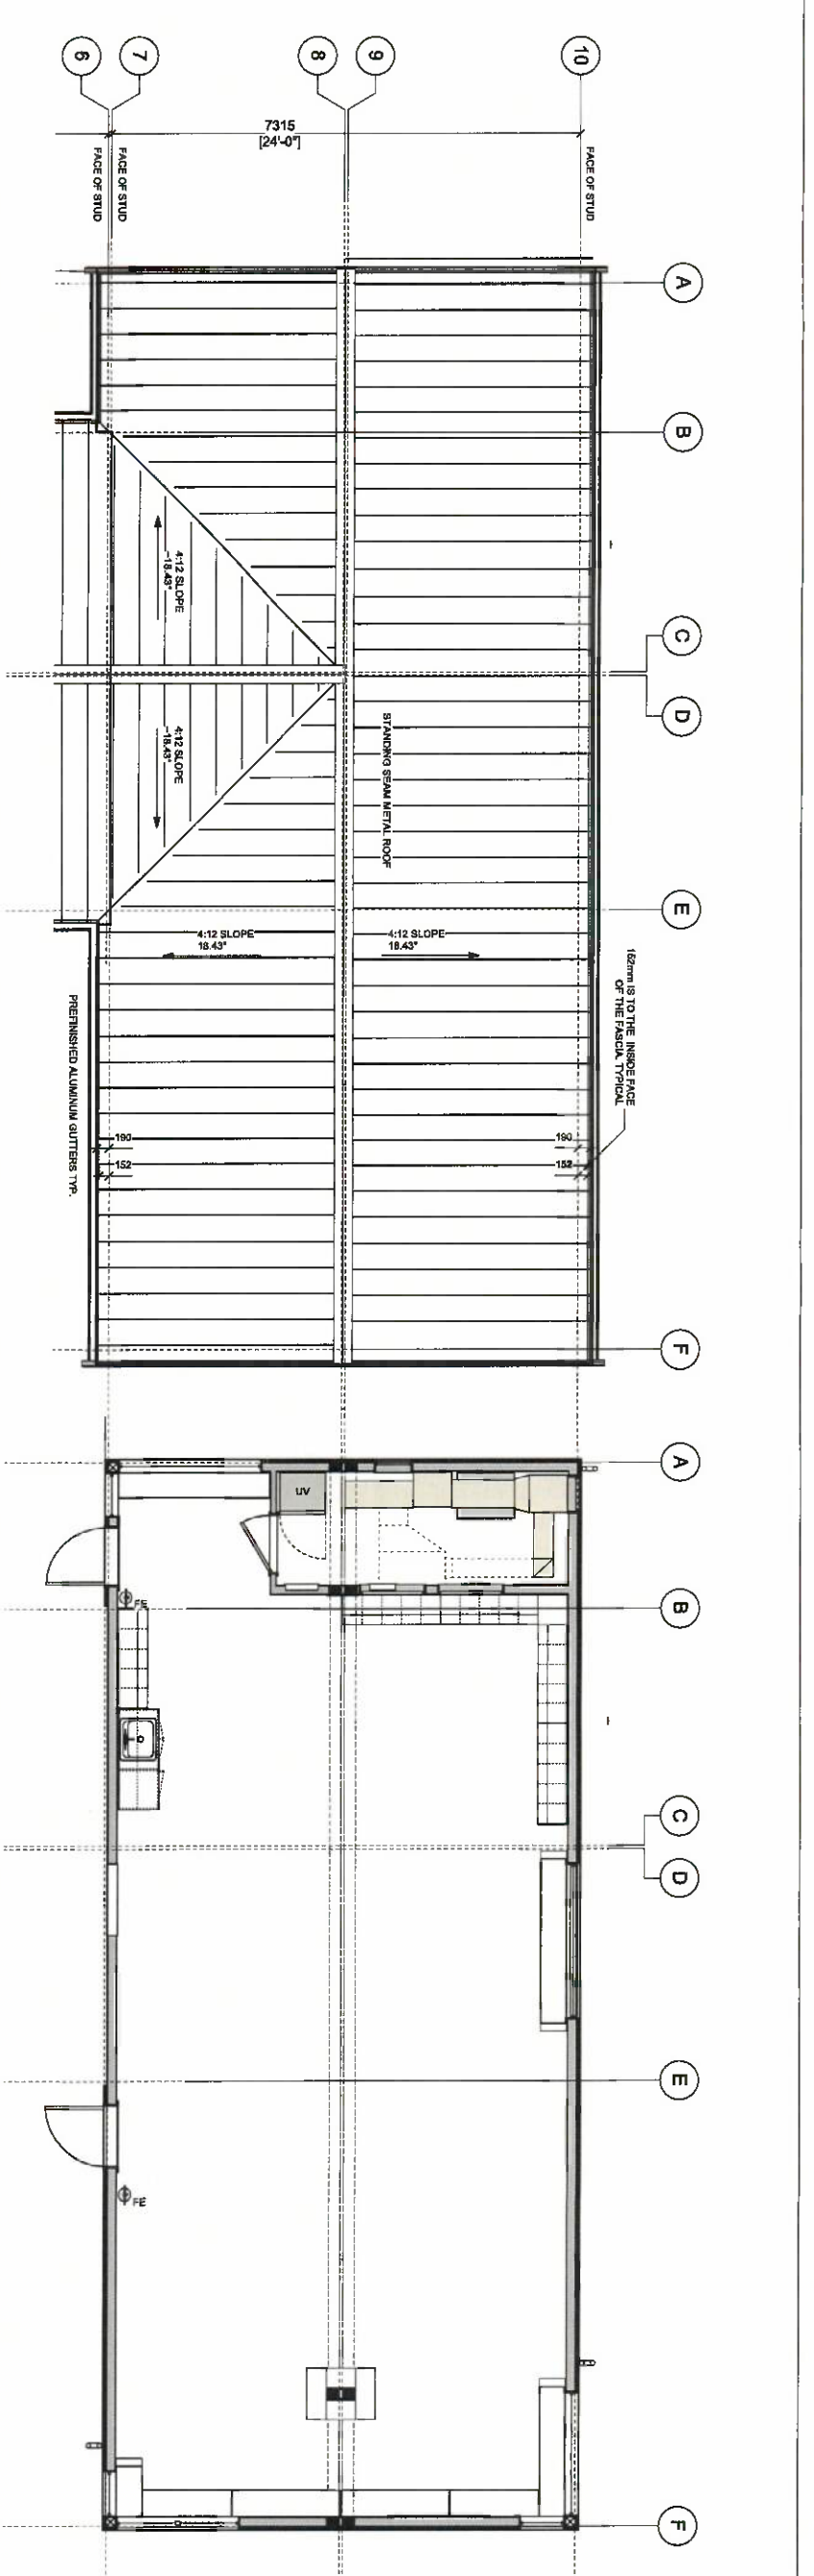 6
7
8
9
10
7315
[24'-0"]
FACE OF STUD
FACE OF STUD
FACE OF STUD
A
B
4:12 SLOPE
~18.43°
C
D
4:12 SLOPE
~18.43°
STANDING SEAM METAL ROOF
E
4:12 SLOPE
18.43°
4:12 SLOPE
18.43°
152mm IS TO THE INSIDE FACE
OF THE FASCIA. TYPICAL
PREFINISHED ALUMINUM GUTTERS TYP.
190
152
190
152
F
A
UV
FE
B
C
D
E
FE
F